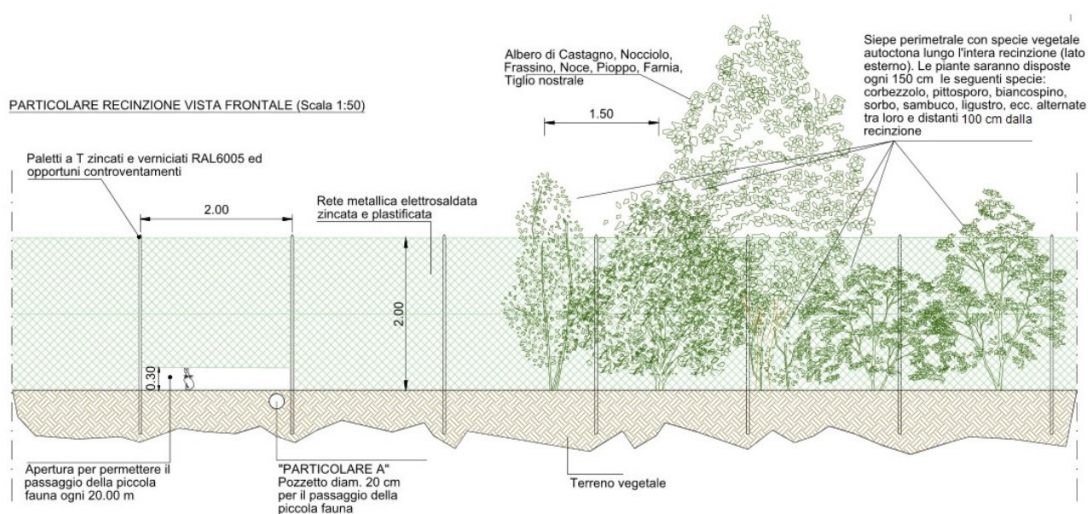 PARTICOLARE RECINZIONE VISTA FRONTALE (Scala 1:50)
Albero di Castagno, Nocciolo,
Frassino, Noce, Pioppo, Farnia,
Tiglio nostrale
Siepe perimetrale con specie vegetale
autoctona lungo l'intera recinzione (lato
esterno). Le piante saranno disposte
ogni 150 cm le seguenti specie:
corbezzolo, pittosporo, biancospino,
sorbo, sambuco, ligustro, ecc. alternate
tra loro e distanti 100 cm dalla
recinzione
1.50
Paletti a T zincati e verniciati RAL6005 ed
opportuni controventamenti
2.00
Rete metallica elettrosaldata
zincata e plastificata
2.00
0.30
Apertura per permettere il
passaggio della piccola
fauna ogni 20.00 m
"PARTICOLARE A"
Pozzetto diam. 20 cm
per il passaggio della
piccola fauna
Terreno vegetale